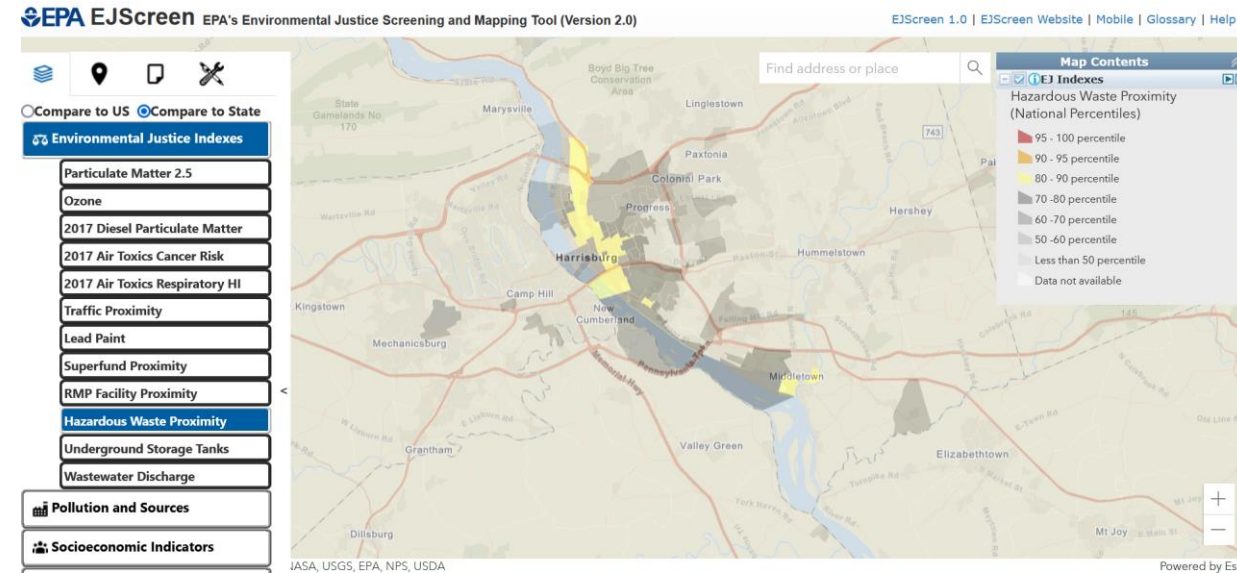 EPA EJScreen EPA's Environmental Justice Screening and Mapping Tool (Version 2.0)
EJScreen 1.0 | EJScreen Website | Mobile | Glossary | Help
Compare to US Compare to State
Environmental Justice Indexes
Particulate Matter 2.5
Ozone
2017 Diesel Particulate Matter
2017 Air Toxics Cancer Risk
2017 Air Toxics Respiratory HI
Traffic Proximity
Lead Paint
Superfund Proximity
RMP Facility Proximity
Hazardous Waste Proximity
Underground Storage Tanks
Wastewater Discharge
Pollution and Sources
Socioeconomic Indicators
<
Find address or place
Map Contents
EJ Indexes
Hazardous Waste Proximity
(National Percentiles)
95 - 100 percentile
90 - 95 percentile
80 - 90 percentile
70 -80 percentile
60 -70 percentile
50 -60 percentile
Less than 50 percentile
Data not available
Boyd Big Tree
Conservation
Area
State
Gamelands No
170
Marysville
Linglestown
743
Paxtonia
Colonial Park
Progress
Hershey
Wertzville Rd
Harrisburg
Hummelstown
Camp Hill
Kingstown
New
Cumberland
Mechanicsburg
Memorial Hwy
Pennsylvania Tpke
Middletown
Valley Green
Grantham
Elizabethtown
Dillsburg
Mt Joy
+
−
NASA, USGS, EPA, NPS, USDA
Powered by Es